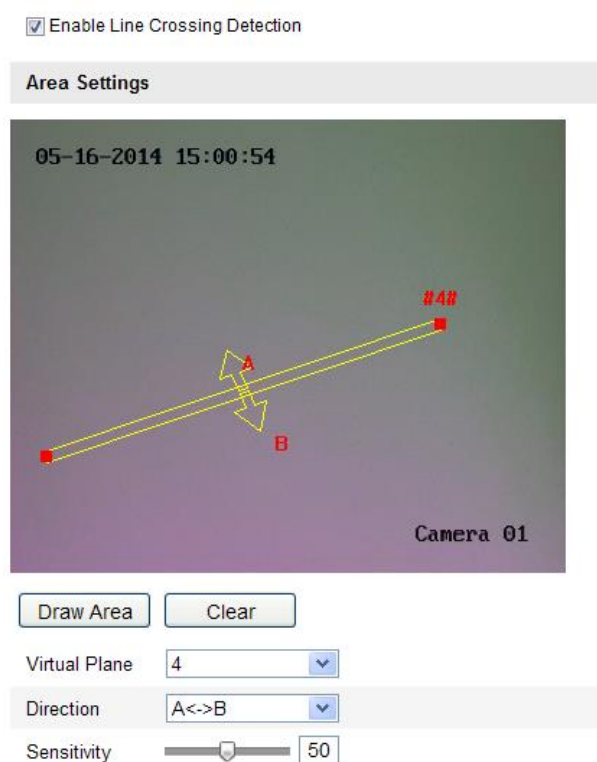 Enable Line Crossing Detection
Area Settings
05-16-2014 15:00:54
#4#
A
B
Camera 01
Draw Area Clear
Virtual Plane 4
Direction A<->B
Sensitivity 50